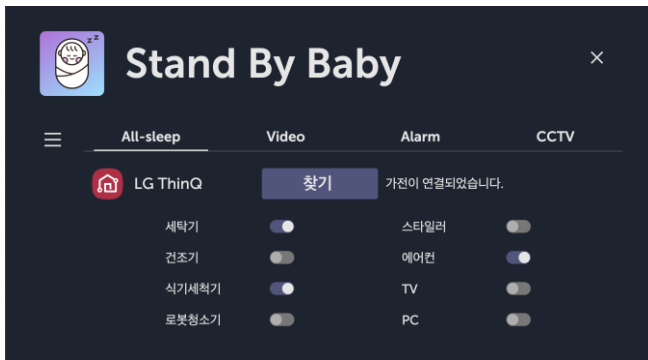 z z
Stand By Baby
All-sleep Video Alarm CCTV
LG ThinQ 찾기 가전이 연결되었습니다.
세탁기 스타일러
건조기 에어컨
식기세척기 TV
로봇청소기 PC